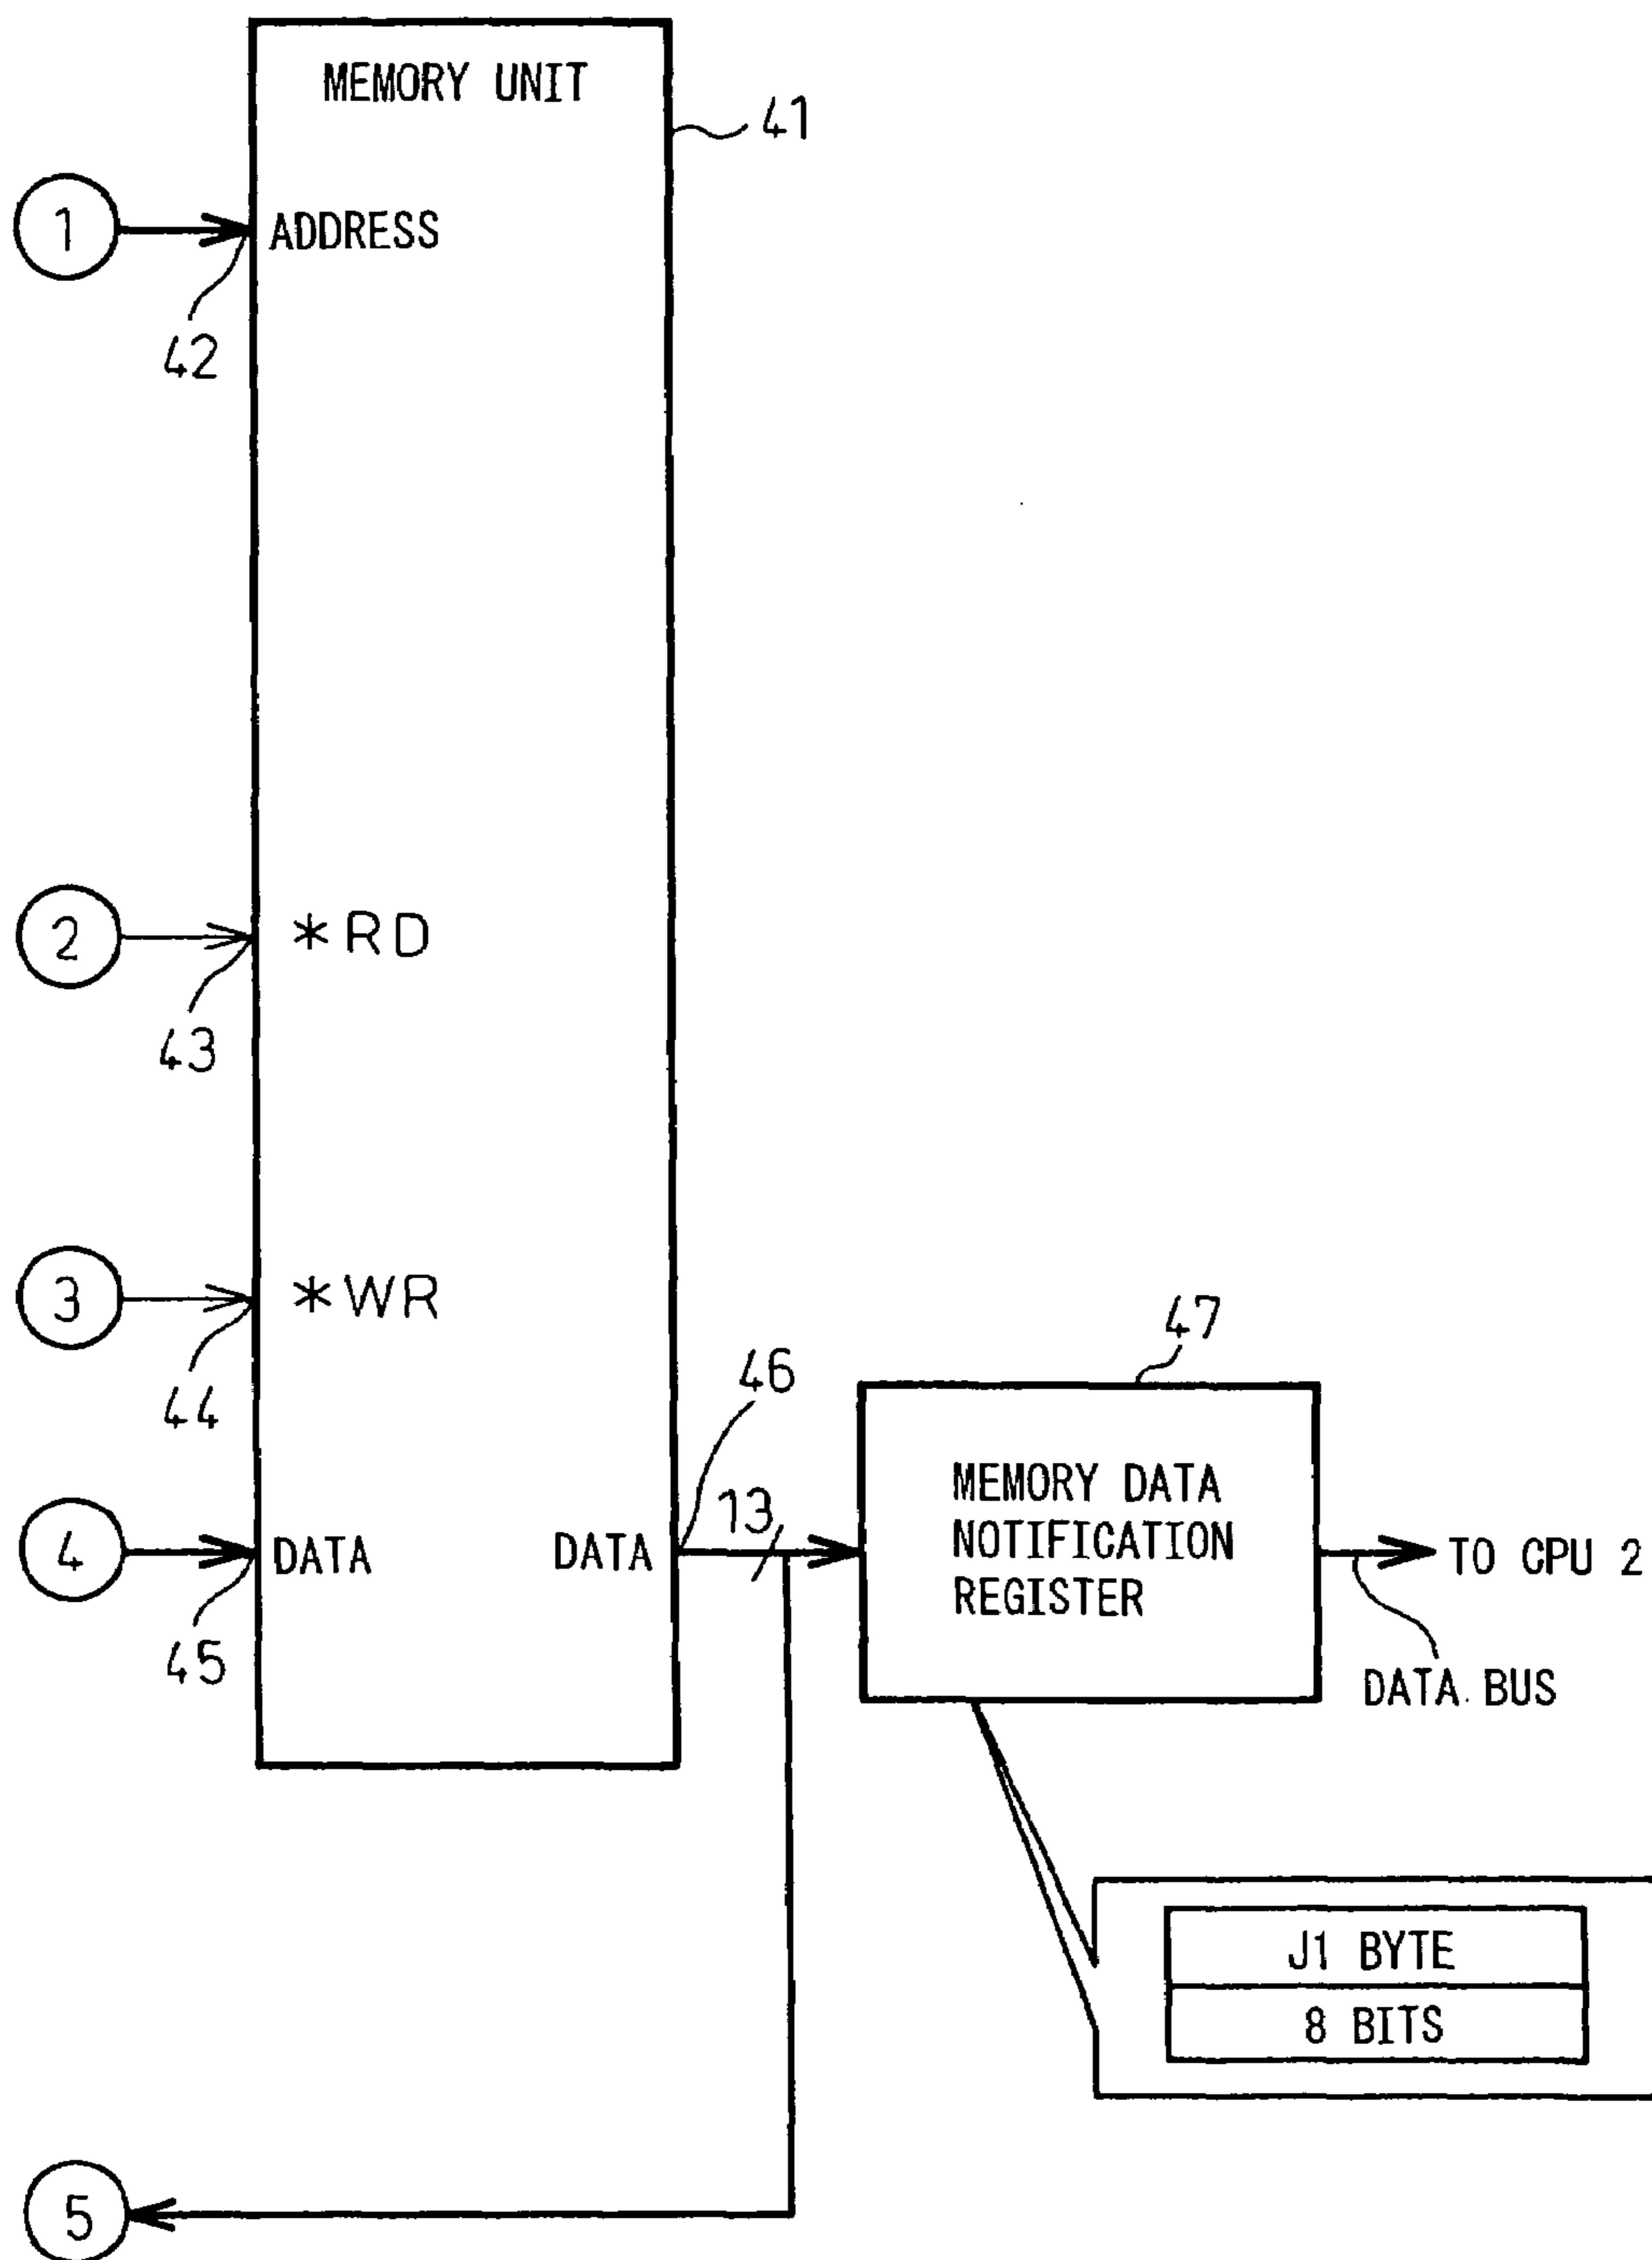 MEMORY UNIT
41
1
ADDRESS
42
2
*RD
43
3
*WR
44
47
46
4
DATA
DATA
13
MEMORY DATA
NOTIFICATION
REGISTER
TO CPU 2
45
DATA BUS
J1 BYTE
8 BITS
5